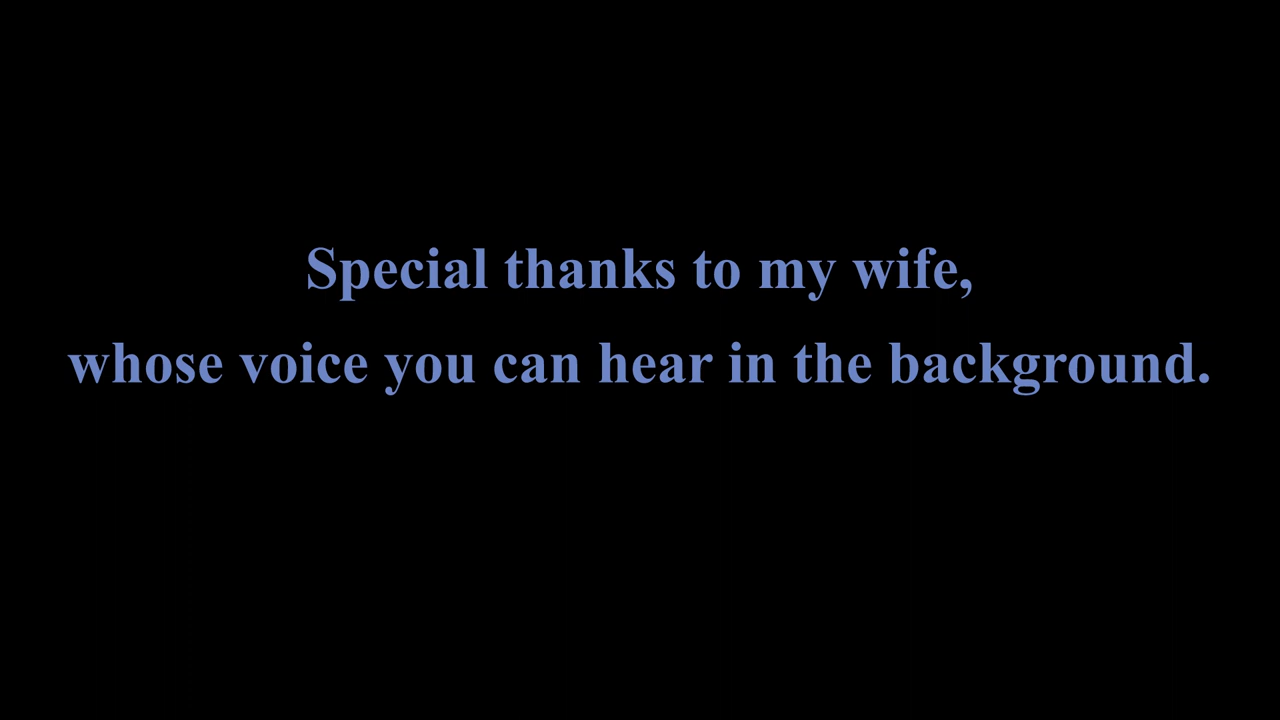 Special thanks to my wife,
whose voice you can hear in the background.